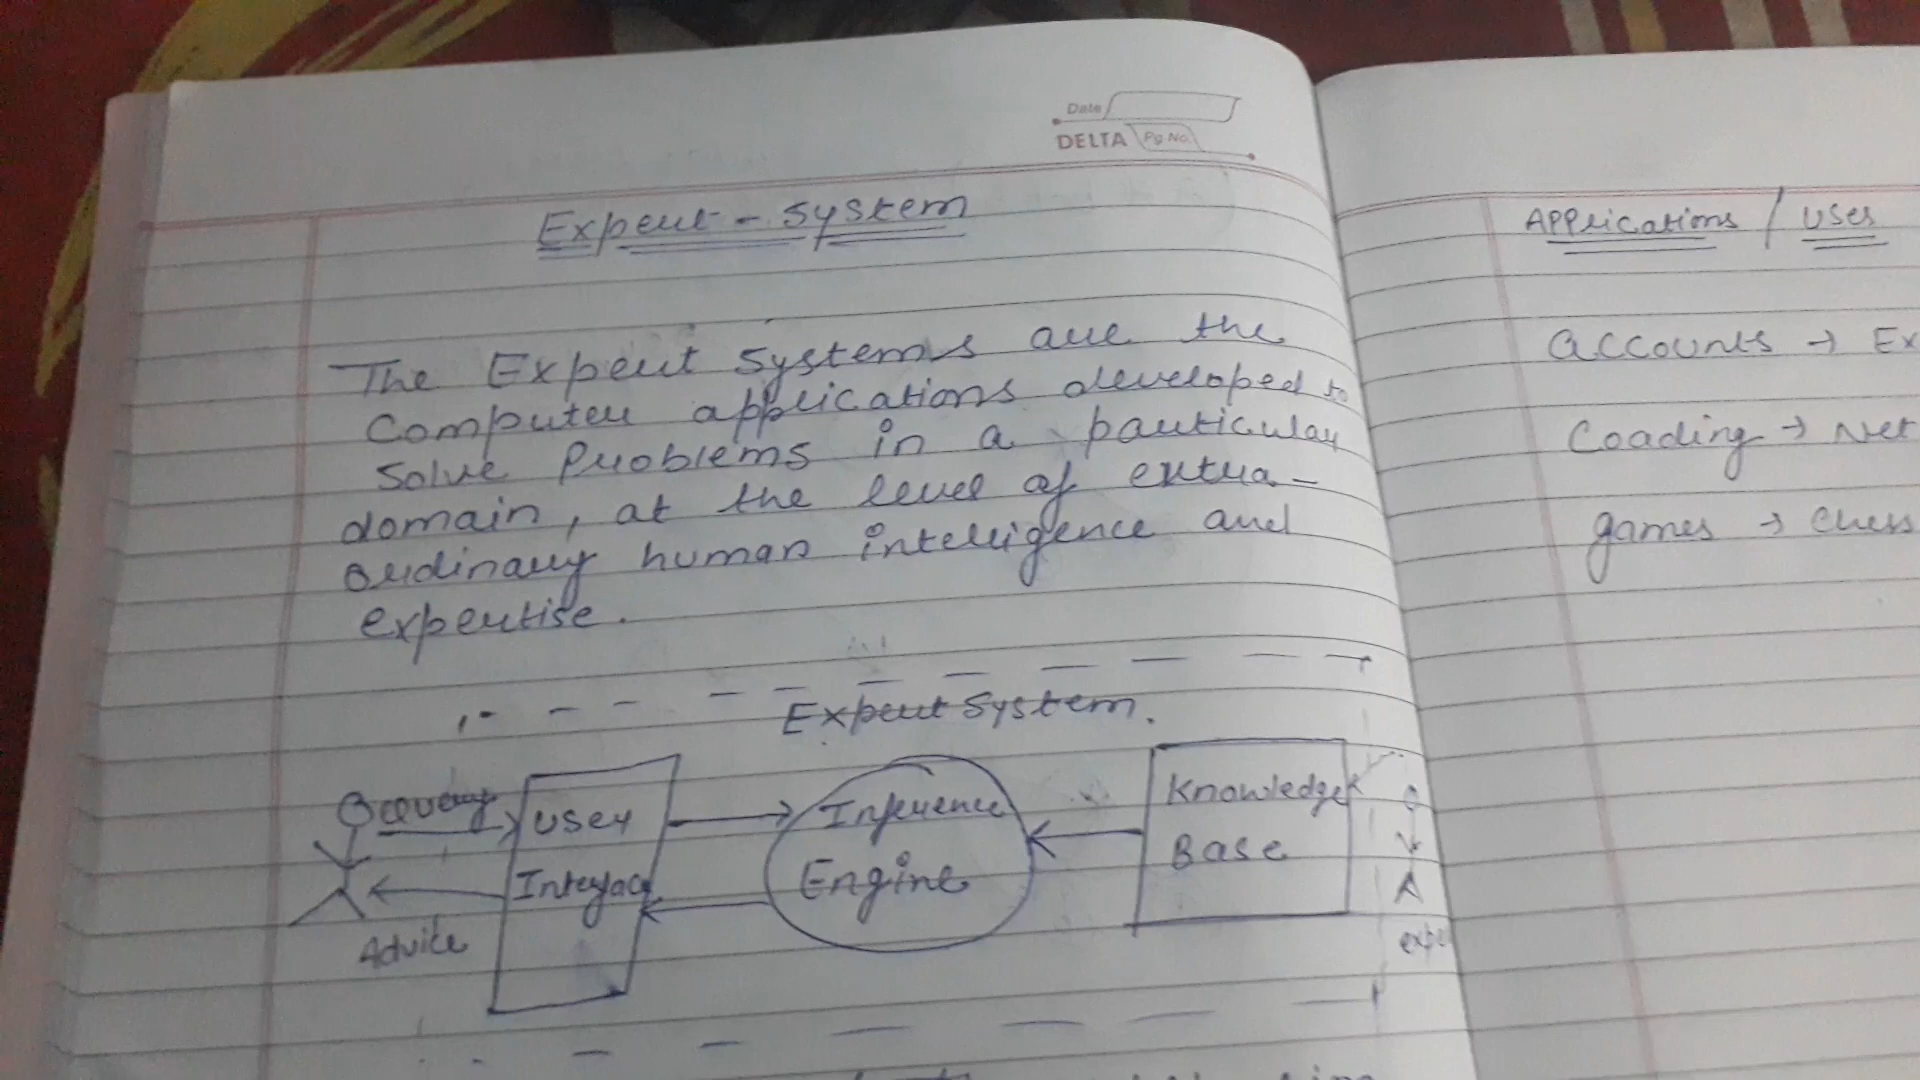 Date
DELTA Pg No.
Expert - System
The Expert Systems are the
Computer applications developed to
Solve Problems in a particular
domain, at the level of extra-
ordinary human intelligence and
expertise.
Expert System.
Query
User
Interface
Advice
Inference
Engine
Knowledge
Base
expe
Applications / Uses
accounts → Ex
Coading → Net
games → Chess